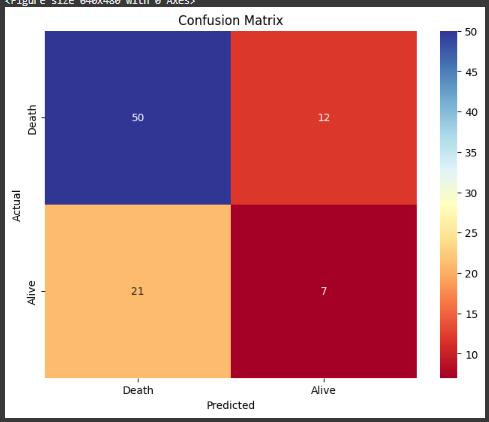 <Figure size 640x480 with 0 Axes>
Confusion Matrix
Death
50
12
Actual
Alive
21
7
Death
Alive
Predicted
50
45
40
35
30
25
20
15
10